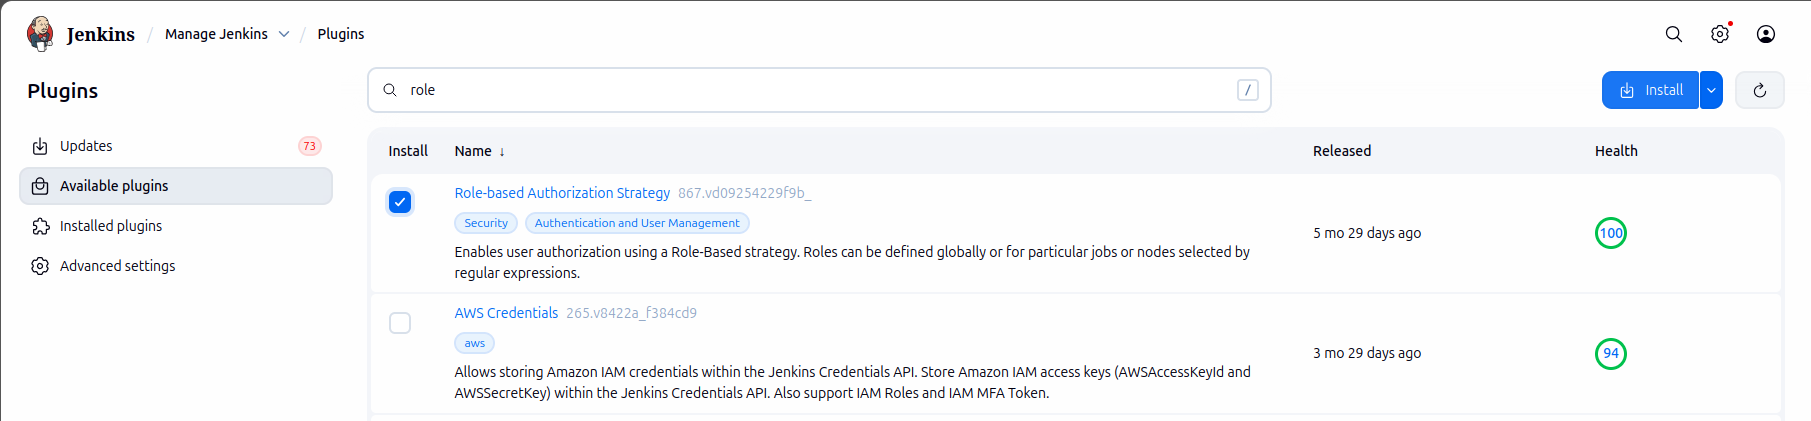 Jenkins / Manage Jenkins / Plugins
Plugins
role /
Install
Updates 73
Available plugins
Installed plugins
Advanced settings
Install Name ↓ Released Health
Role-based Authorization Strategy 867.vd09254229f9b_
Security Authentication and User Management
Enables user authorization using a Role-Based strategy. Roles can be defined globally or for particular jobs or nodes selected by
regular expressions.
5 mo 29 days ago
100
AWS Credentials 265.v8422a_f384cd9
aws
Allows storing Amazon IAM credentials within the Jenkins Credentials API. Store Amazon IAM access keys (AWSAccessKeyId and
AWSSecretKey) within the Jenkins Credentials API. Also support IAM Roles and IAM MFA Token.
3 mo 29 days ago
94